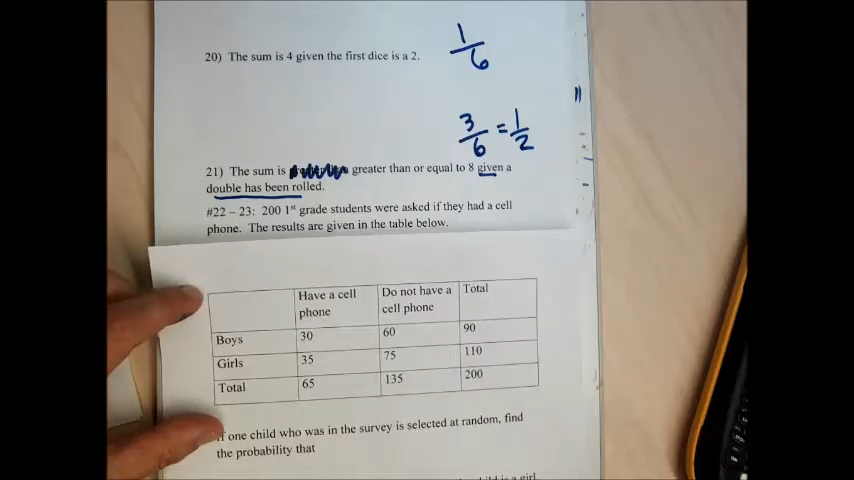 20) The sum is 4 given the first dice is a 2.
1/6
3/6 = 1/2
21) The sum is greater than or equal to 8 given a
double has been rolled.
#22 – 23: 200 1st grade students were asked if they had a cell
phone. The results are given in the table below.
Have a cell phone Do not have a cell phone Total
Boys 30 60 90
Girls 35 75 110
Total 65 135 200
If one child who was in the survey is selected at random, find
the probability that
child is a girl